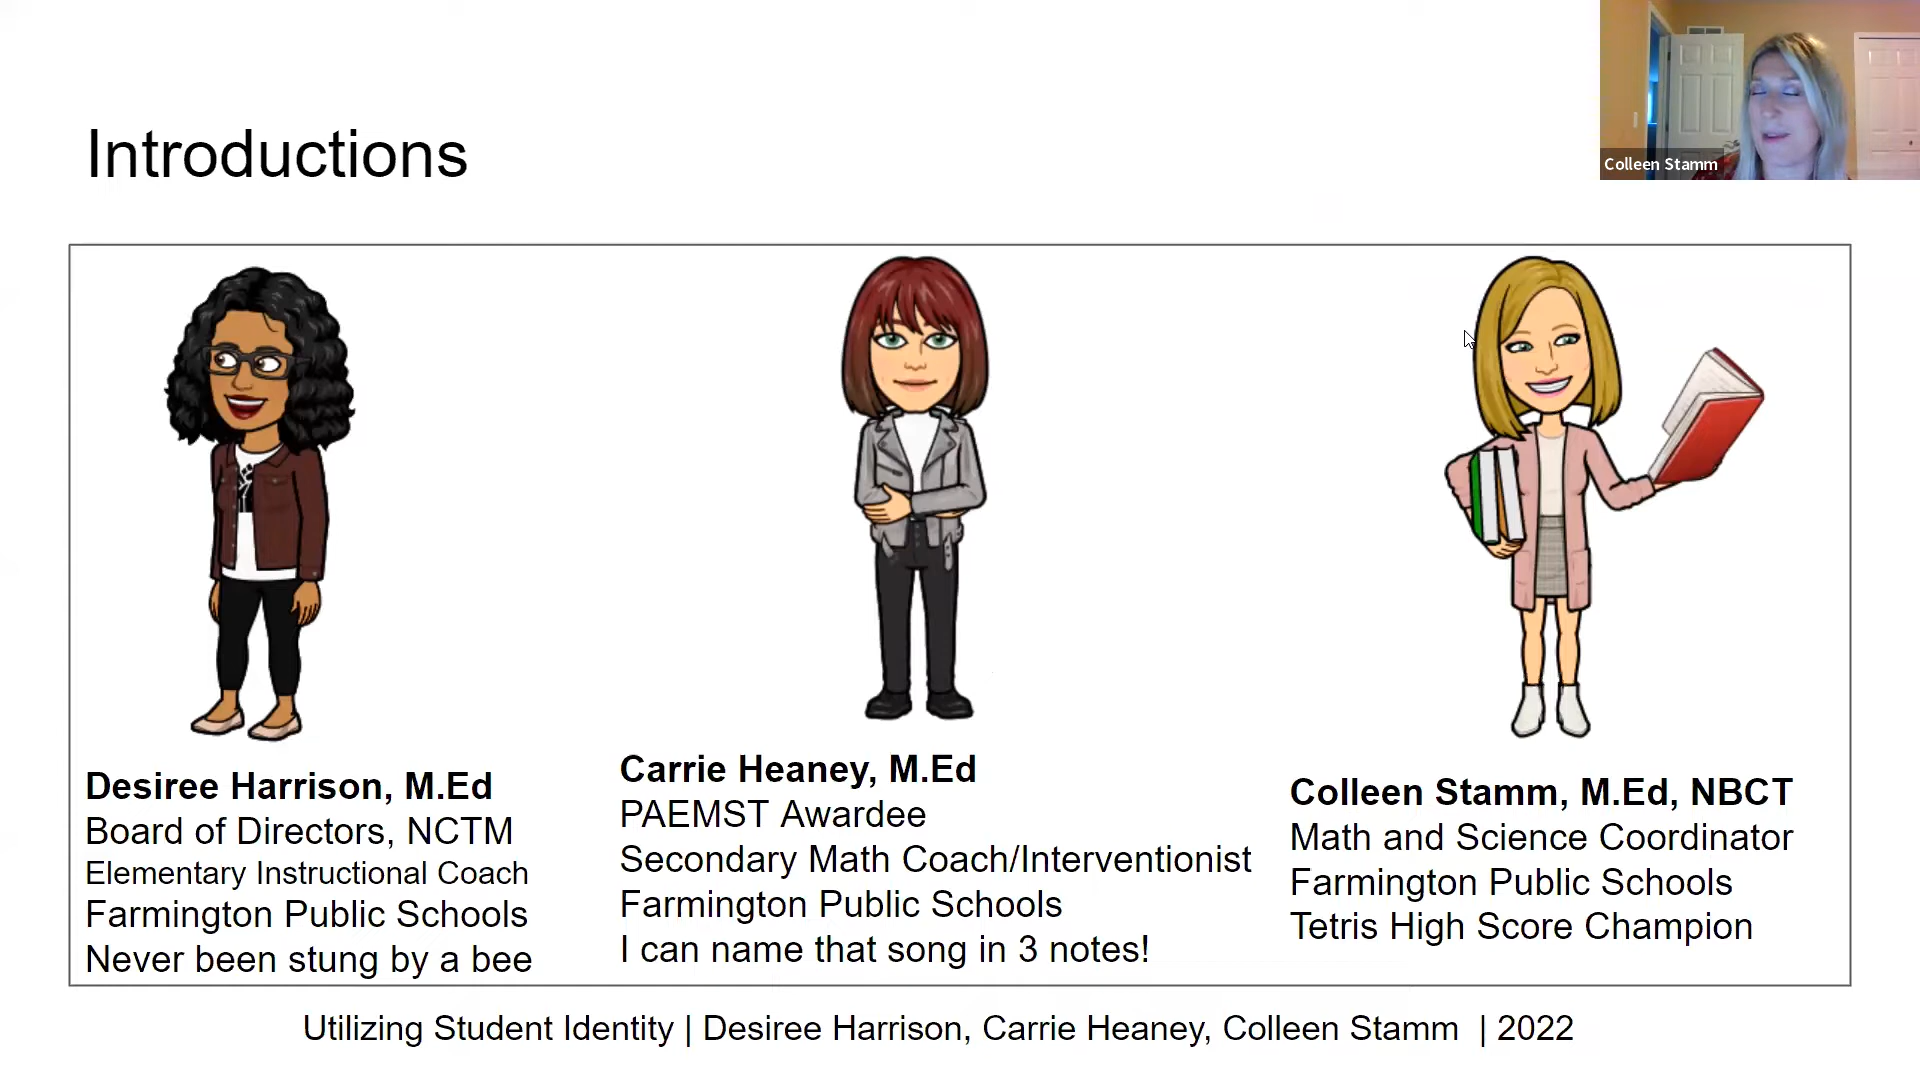 Colleen Stamm
Introductions
Desiree Harrison, M.Ed
Board of Directors, NCTM
Elementary Instructional Coach
Farmington Public Schools
Never been stung by a bee
Carrie Heaney, M.Ed
PAEMST Awardee
Secondary Math Coach/Interventionist
Farmington Public Schools
I can name that song in 3 notes!
Colleen Stamm, M.Ed, NBCT
Math and Science Coordinator
Farmington Public Schools
Tetris High Score Champion
Utilizing Student Identity | Desiree Harrison, Carrie Heaney, Colleen Stamm | 2022